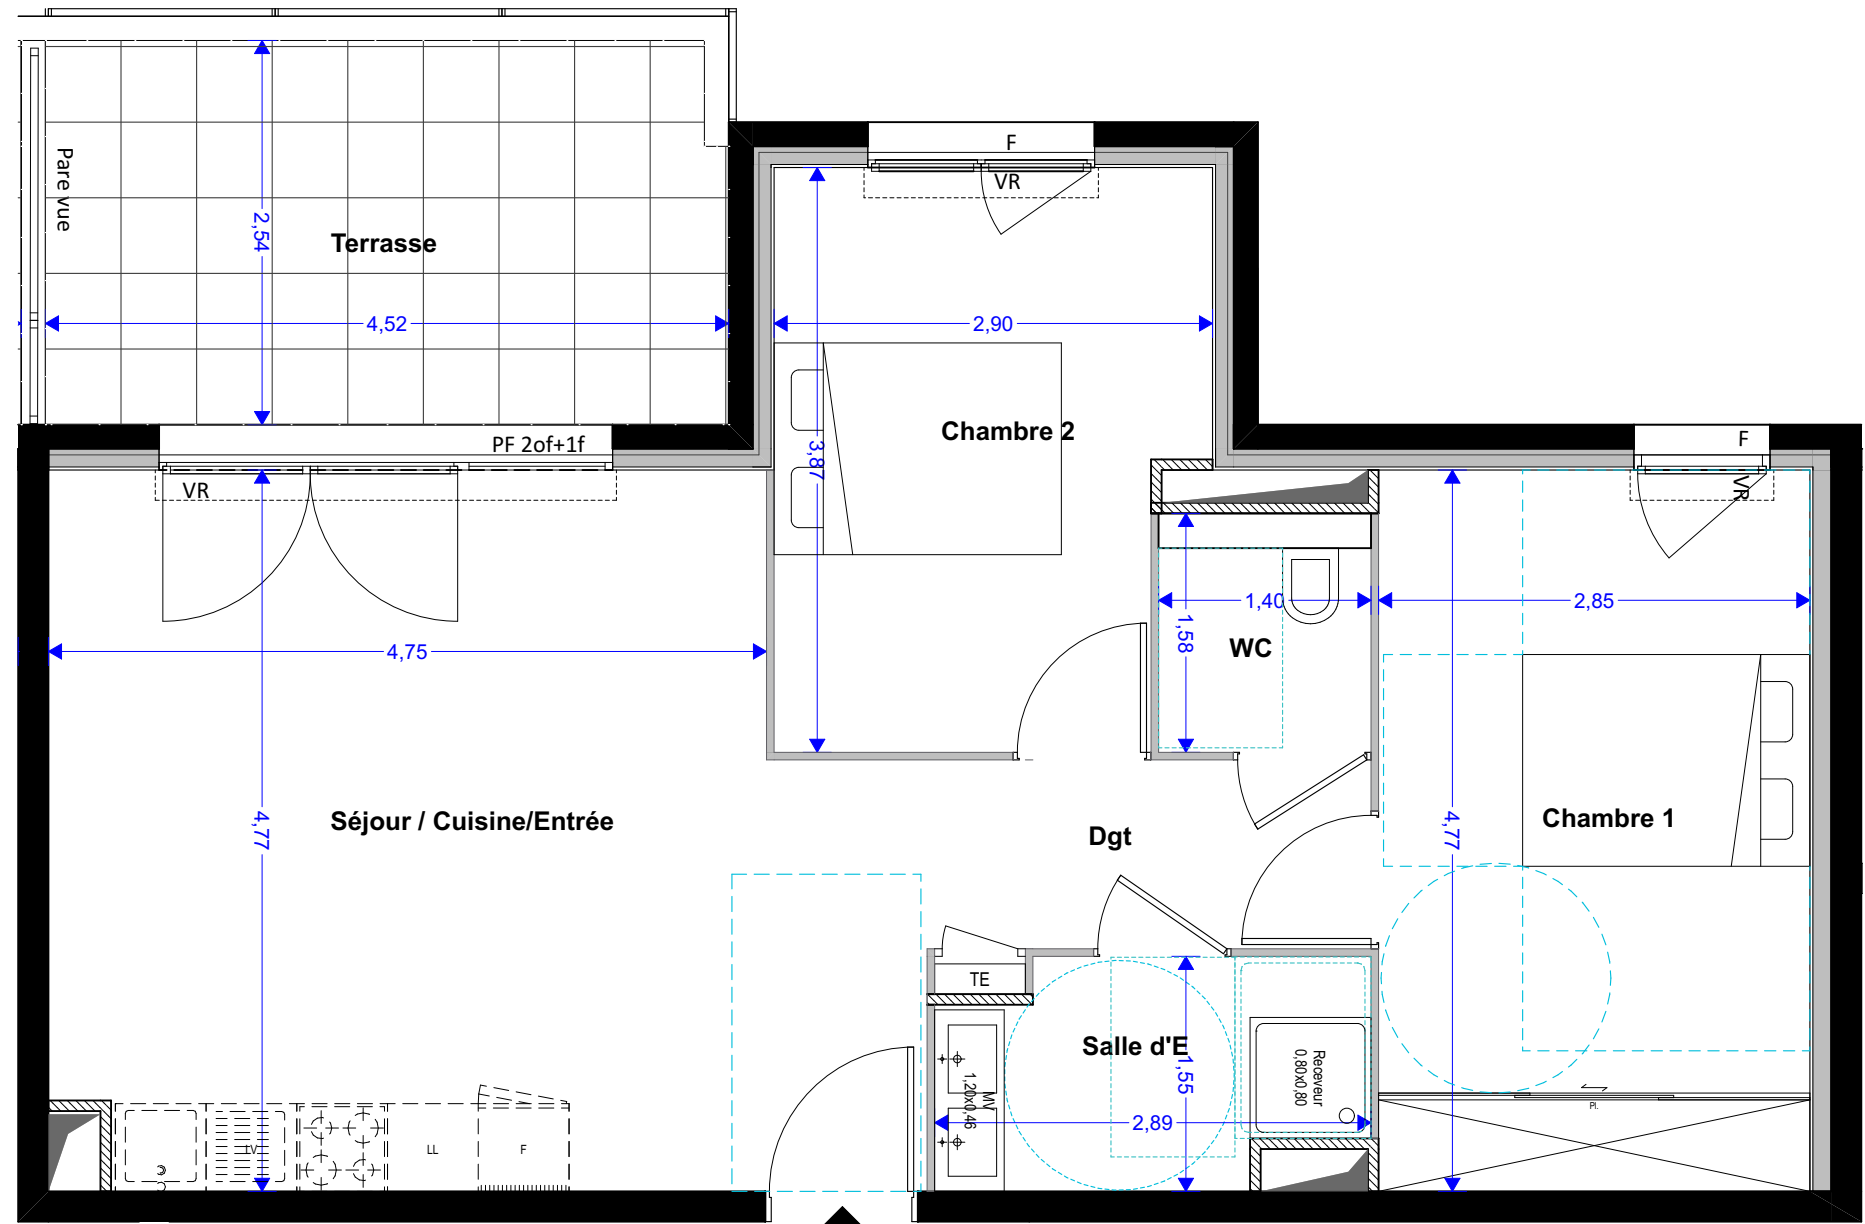 F
VR
Pare vue
2,54
Terrasse
4,52
2,90
PF 2of+1f
VR
Chambre 2
3,87
F
VR
1,40
2,85
1,58
WC
4,75
Séjour / Cuisine/Entrée
4,77
Dgt
4,77
Chambre 1
TE
Salle d'E
1,55
MV
1,20x0,46
Receveur
0,80x0,80
2,89
Pl.
LV
LL
F